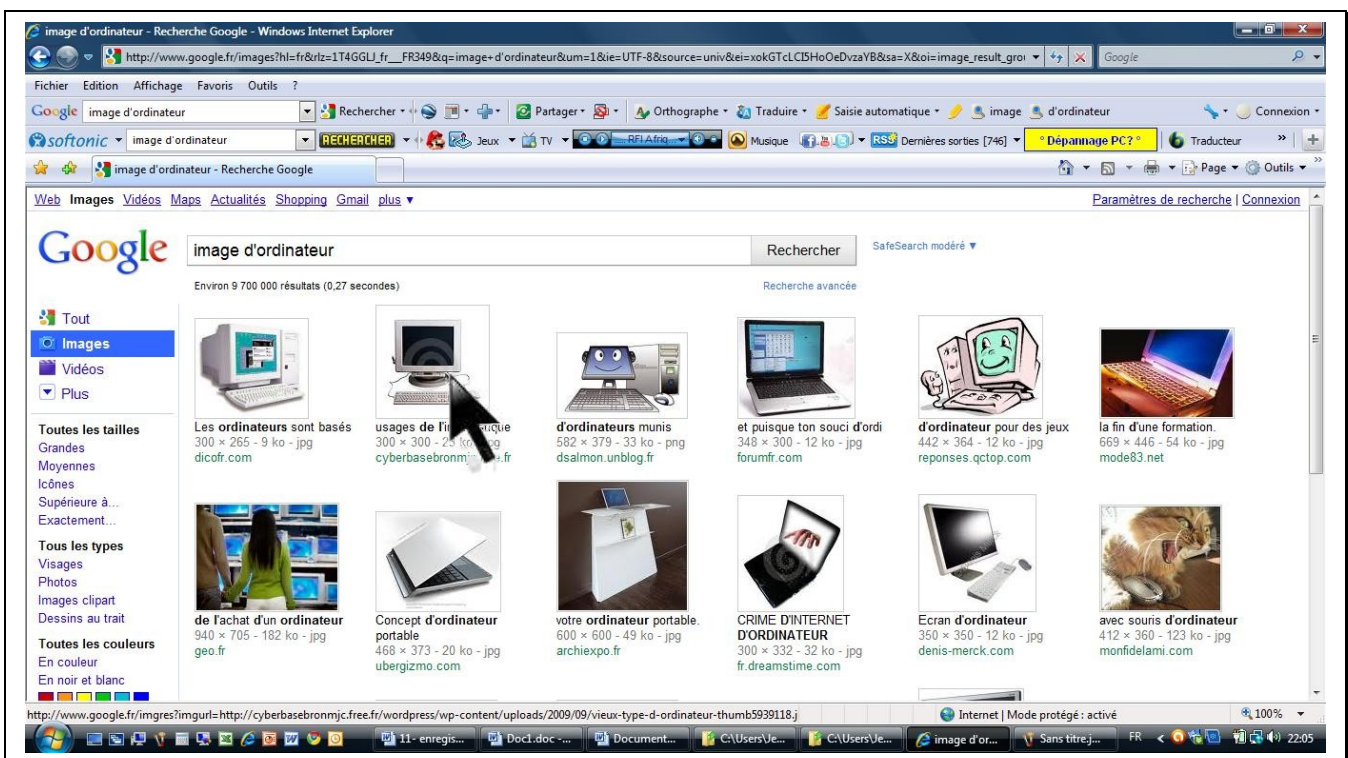 image d'ordinateur - Recherche Google - Windows Internet Explorer
http://www.google.fr/images?hl=fr&rlz=1T4GGLJ_fr__FR349&q=image+d'ordinateur&um=1&ie=UTF-8&source=univ&ei=xokGTcLCI5HoOeDvzaYB&sa=X&oi=image_result_grou Google
Fichier Edition Affichage Favoris Outils ?
Google image d'ordinateur Rechercher Partager Orthographe Traduire Saisie automatique image d'ordinateur Connexion
softonic image d'ordinateur RECHERCHER Jeux TV RFI Afriq Musique RSS Dernières sorties [746] ° Dépannage PC? ° Traducteur »
image d'ordinateur - Recherche Google Page Outils »
Web Images Vidéos Maps Actualités Shopping Gmail plus ▼ Paramètres de recherche | Connexion
Google image d'ordinateur Rechercher SafeSearch modéré ▼
Environ 9 700 000 résultats (0,27 secondes) Recherche avancée
Tout
Images
Vidéos
Plus
Toutes les tailles
Grandes
Moyennes
Icônes
Supérieure à...
Exactement...
Tous les types
Visages
Photos
Images clipart
Dessins au trait
Toutes les couleurs
En couleur
En noir et blanc
Les ordinateurs sont basés
300 × 265 - 9 ko - jpg
dicofr.com
usages de
300 × 300 - 25
.fr
d'ordinateurs munis
582 × 379 - 33 ko - png
dsalmon.unblog.fr
et puisque ton souci d'ordi
348 × 300 - 12 ko - jpg
forumfr.com
d'ordinateur pour des jeux
442 × 364 - 12 ko - jpg
reponses.qctop.com
la fin d'une formation.
669 × 446 - 54 ko - jpg
mode83.net
de l'achat d'un ordinateur
940 × 705 - 182 ko - jpg
geo.fr
Concept d'ordinateur
portable
468 × 373 - 20 ko - jpg
ubergizmo.com
votre ordinateur portable.
600 × 600 - 49 ko - jpg
archiexpo.fr
CRIME D'INTERNET
D'ORDINATEUR
300 × 332 - 32 ko - jpg
fr.dreamstime.com
Ecran d'ordinateur
350 × 350 - 12 ko - jpg
denis-merck.com
avec souris d'ordinateur
412 × 360 - 123 ko - jpg
monfidelami.com
http://www.google.fr/imgres?imgurl=http://cyberbasebronmjc.free.fr/wordpress/wp-content/uploads/2009/09/vieux-type-d-ordinateur-thumb5939118.j Internet | Mode protégé : activé 100%
11- enregis... Doc1.doc -... Document... C:\Users\Je... C:\Users\Je... image d'or... Sans titre.j... FR 22:05